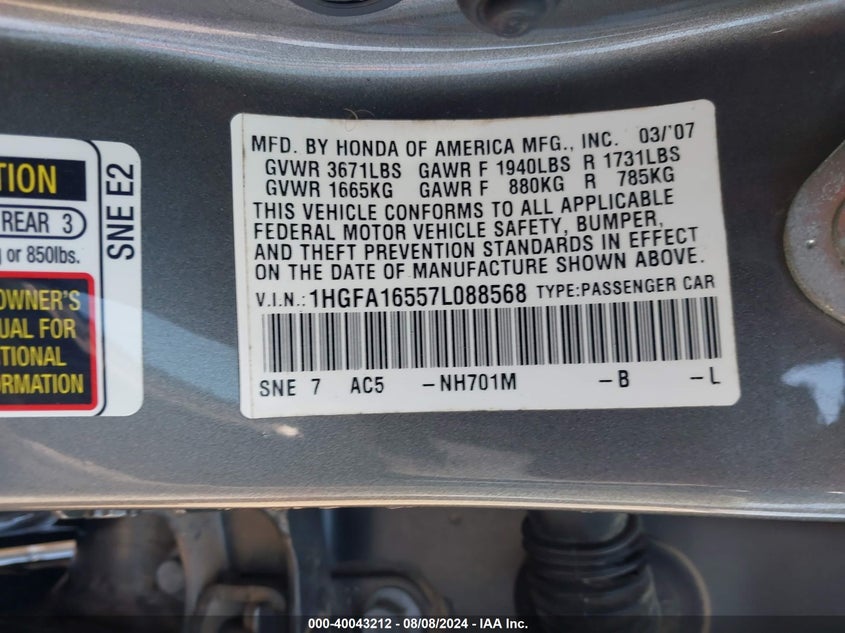 TION
REAR 3
or 850lbs.
OWNER'S
UAL FOR
TIONAL
ORMATION
SNE E2
MFD. BY HONDA OF AMERICA MFG., INC. 03/'07
GVWR 3671LBS GAWR F 1940LBS R 1731LBS
GVWR 1665KG GAWR F 880KG R 785KG
THIS VEHICLE CONFORMS TO ALL APPLICABLE
FEDERAL MOTOR VEHICLE SAFETY, BUMPER,
AND THEFT PREVENTION STANDARDS IN EFFECT
ON THE DATE OF MANUFACTURE SHOWN ABOVE.
V.I.N.: 1HGFA16557L088568 TYPE:PASSENGER CAR
SNE 7 AC5 -NH701M -B -L
000-40043212 - 08/08/2024 - IAA Inc.